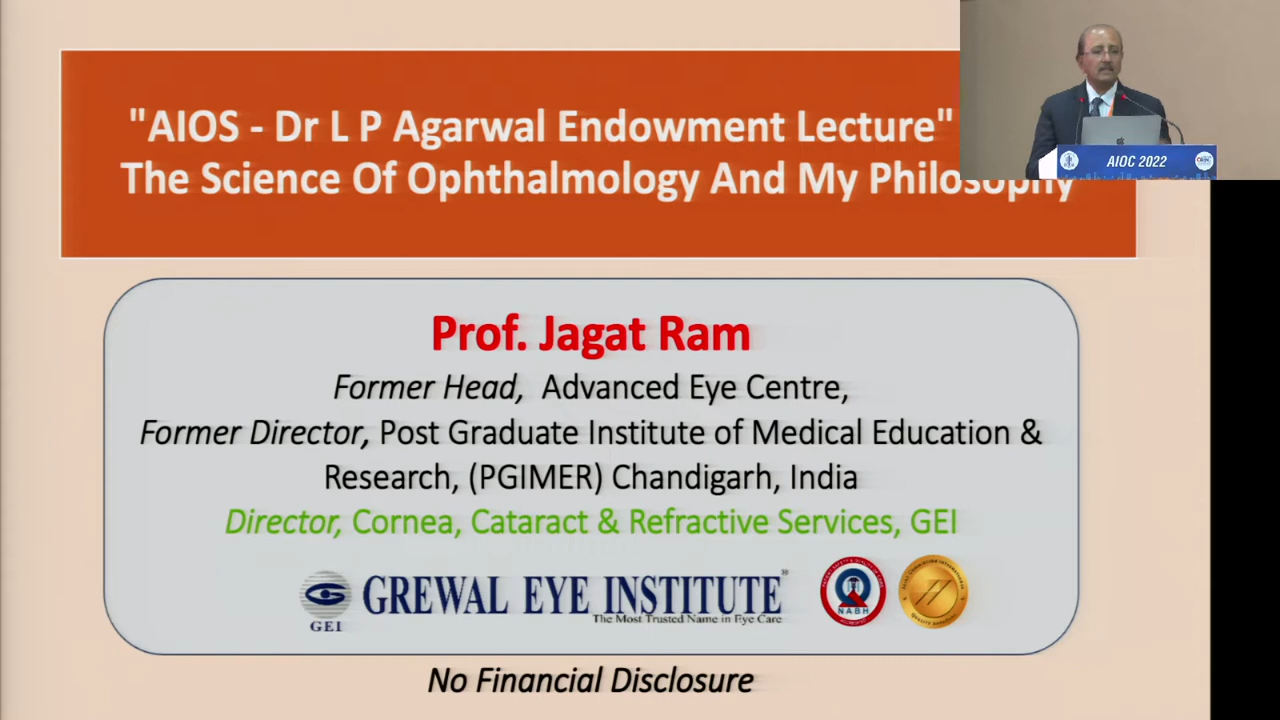 "AIOS - Dr L P Agarwal Endowment Lecture"
The Science Of Ophthalmology And My Philosophy
AIOC 2022
Prof. Jagat Ram
Former Head, Advanced Eye Centre,
Former Director, Post Graduate Institute of Medical Education &
Research, (PGIMER) Chandigarh, India
Director, Cornea, Cataract & Refractive Services, GEI
GREWAL EYE INSTITUTE®
The Most Trusted Name in Eye Care
GEI
NABH
No Financial Disclosure